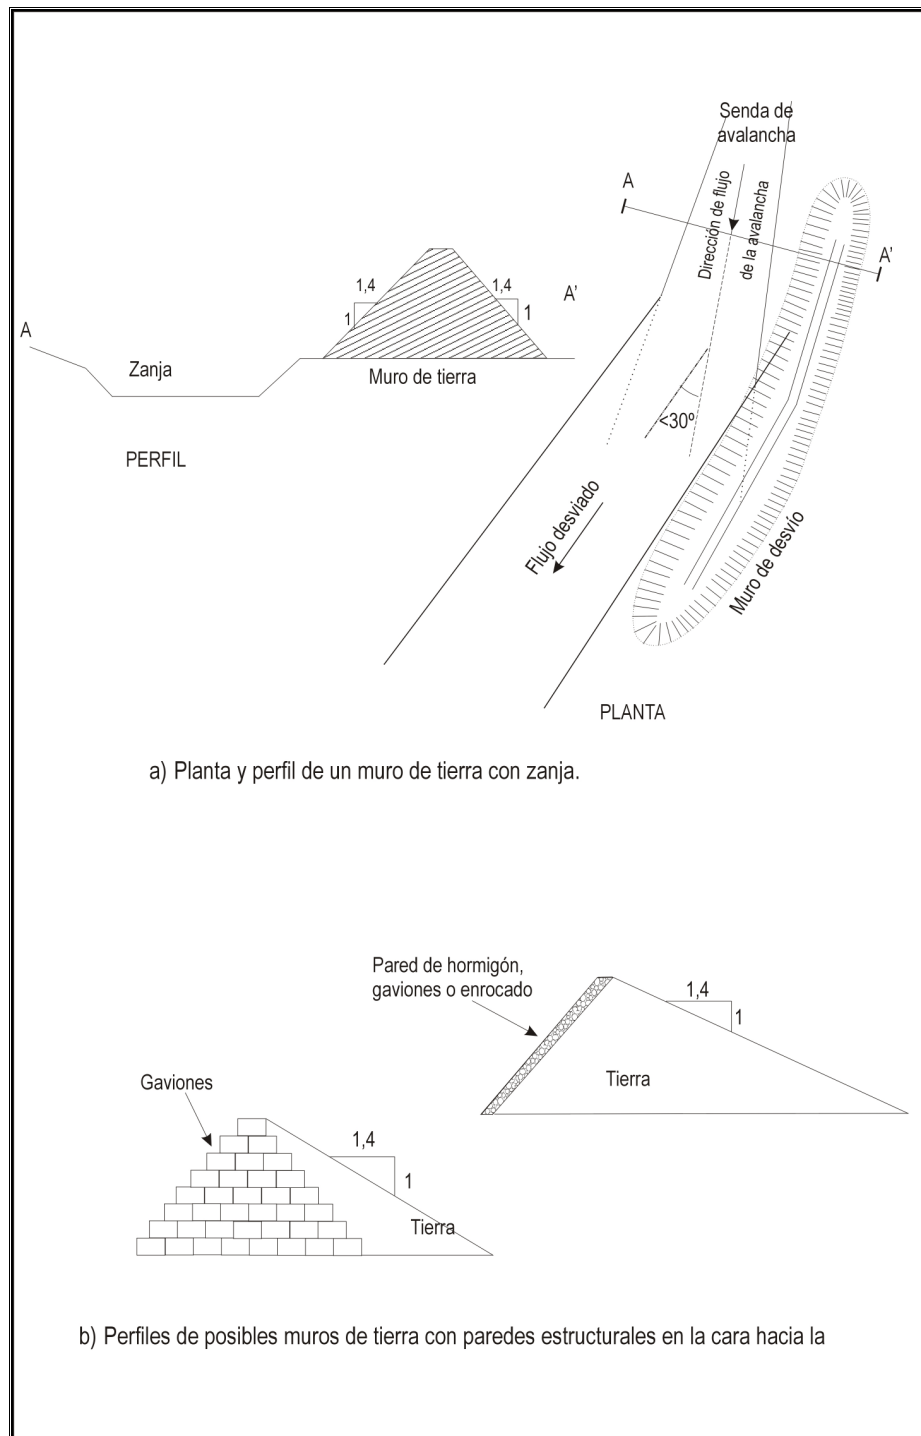 Senda de
avalancha
A
Dirección de flujo
de la avalancha
A'
1,4
1
1,4
1
A'
A
Zanja
Muro de tierra
PERFIL
<30º
Flujo desviado
Muro de desvío
PLANTA
a) Planta y perfil de un muro de tierra con zanja.
Pared de hormigón,
gaviones o enrocado
1,4
1
Tierra
Gaviones
1,4
1
Tierra
b) Perfiles de posibles muros de tierra con paredes estructurales en la cara hacia la